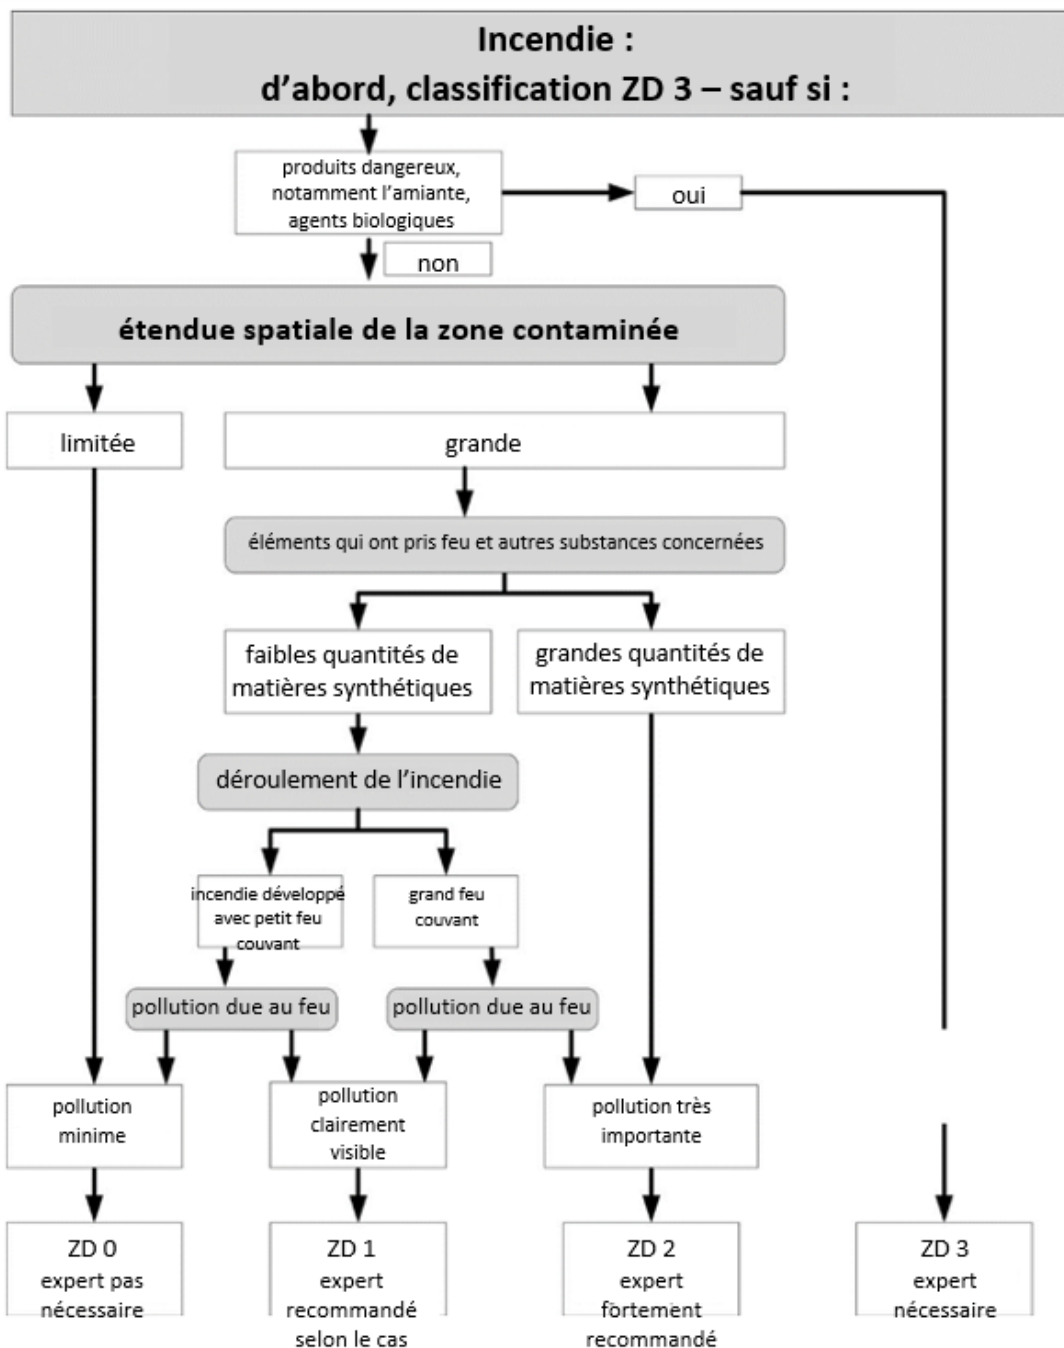 Incendie :
d’abord, classification ZD 3 – sauf si :
produits dangereux,
notamment l’amiante,
agents biologiques
oui
non
étendue spatiale de la zone contaminée
limitée
grande
éléments qui ont pris feu et autres substances concernées
faibles quantités de
matières synthétiques
grandes quantités de
matières synthétiques
déroulement de l’incendie
incendie développé
avec petit feu
couvant
grand feu
couvant
pollution due au feu
pollution due au feu
pollution
minime
pollution
clairement
visible
pollution très
importante
ZD 0
expert pas
nécessaire
ZD 1
expert
recommandé
selon le cas
ZD 2
expert
fortement
recommandé
ZD 3
expert
nécessaire